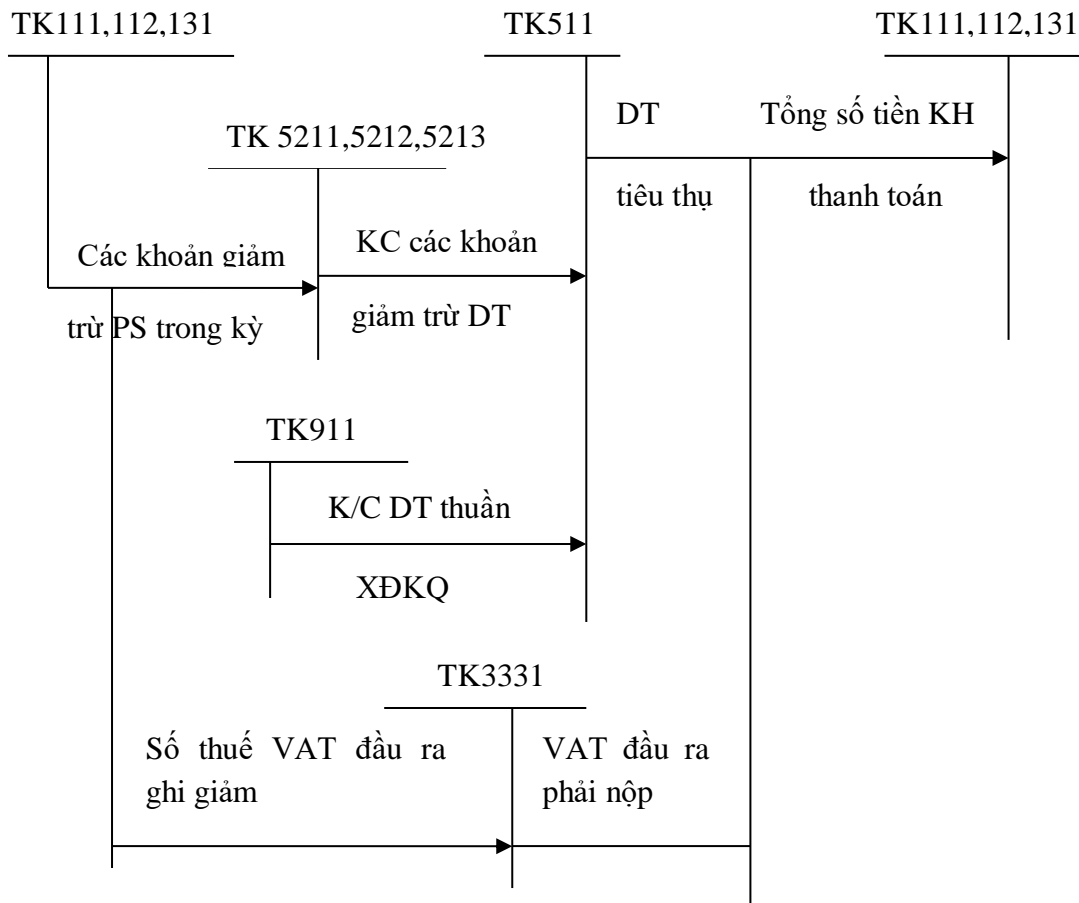 TK111,112,131
TK511
TK111,112,131
DT
Tổng số tiền KH
TK 5211,5212,5213
tiêu thụ
thanh toán
Các khoản giảm
trừ PS trong kỳ
KC các khoản
giảm trừ DT
TK911
K/C DT thuần
XĐKQ
TK3331
Số thuế VAT đầu ra
ghi giảm
VAT đầu ra
phải nộp